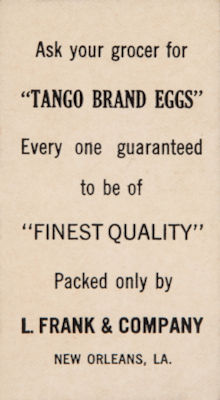 Ask your grocer for
"TANGO BRAND EGGS"
Every one guaranteed
to be of
"FINEST QUALITY"
Packed only by
L. FRANK & COMPANY
NEW ORLEANS, LA.